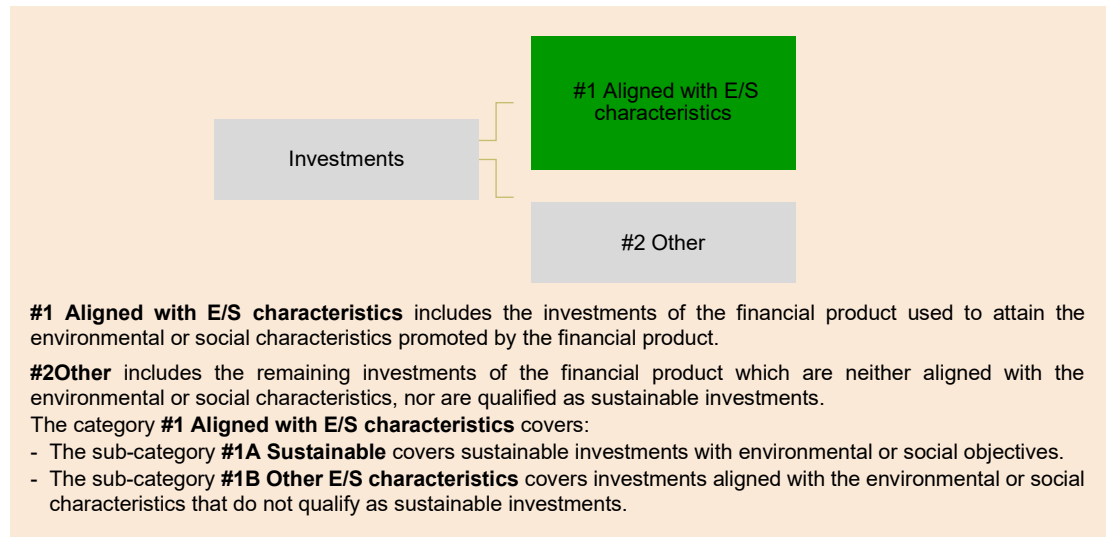 #1 Aligned with E/S
characteristics
Investments
#2 Other
#1 Aligned with E/S characteristics includes the investments of the financial product used to attain the
environmental or social characteristics promoted by the financial product.
#2Other includes the remaining investments of the financial product which are neither aligned with the
environmental or social characteristics, nor are qualified as sustainable investments.
The category #1 Aligned with E/S characteristics covers:
- The sub-category #1A Sustainable covers sustainable investments with environmental or social objectives.
- The sub-category #1B Other E/S characteristics covers investments aligned with the environmental or social
characteristics that do not qualify as sustainable investments.